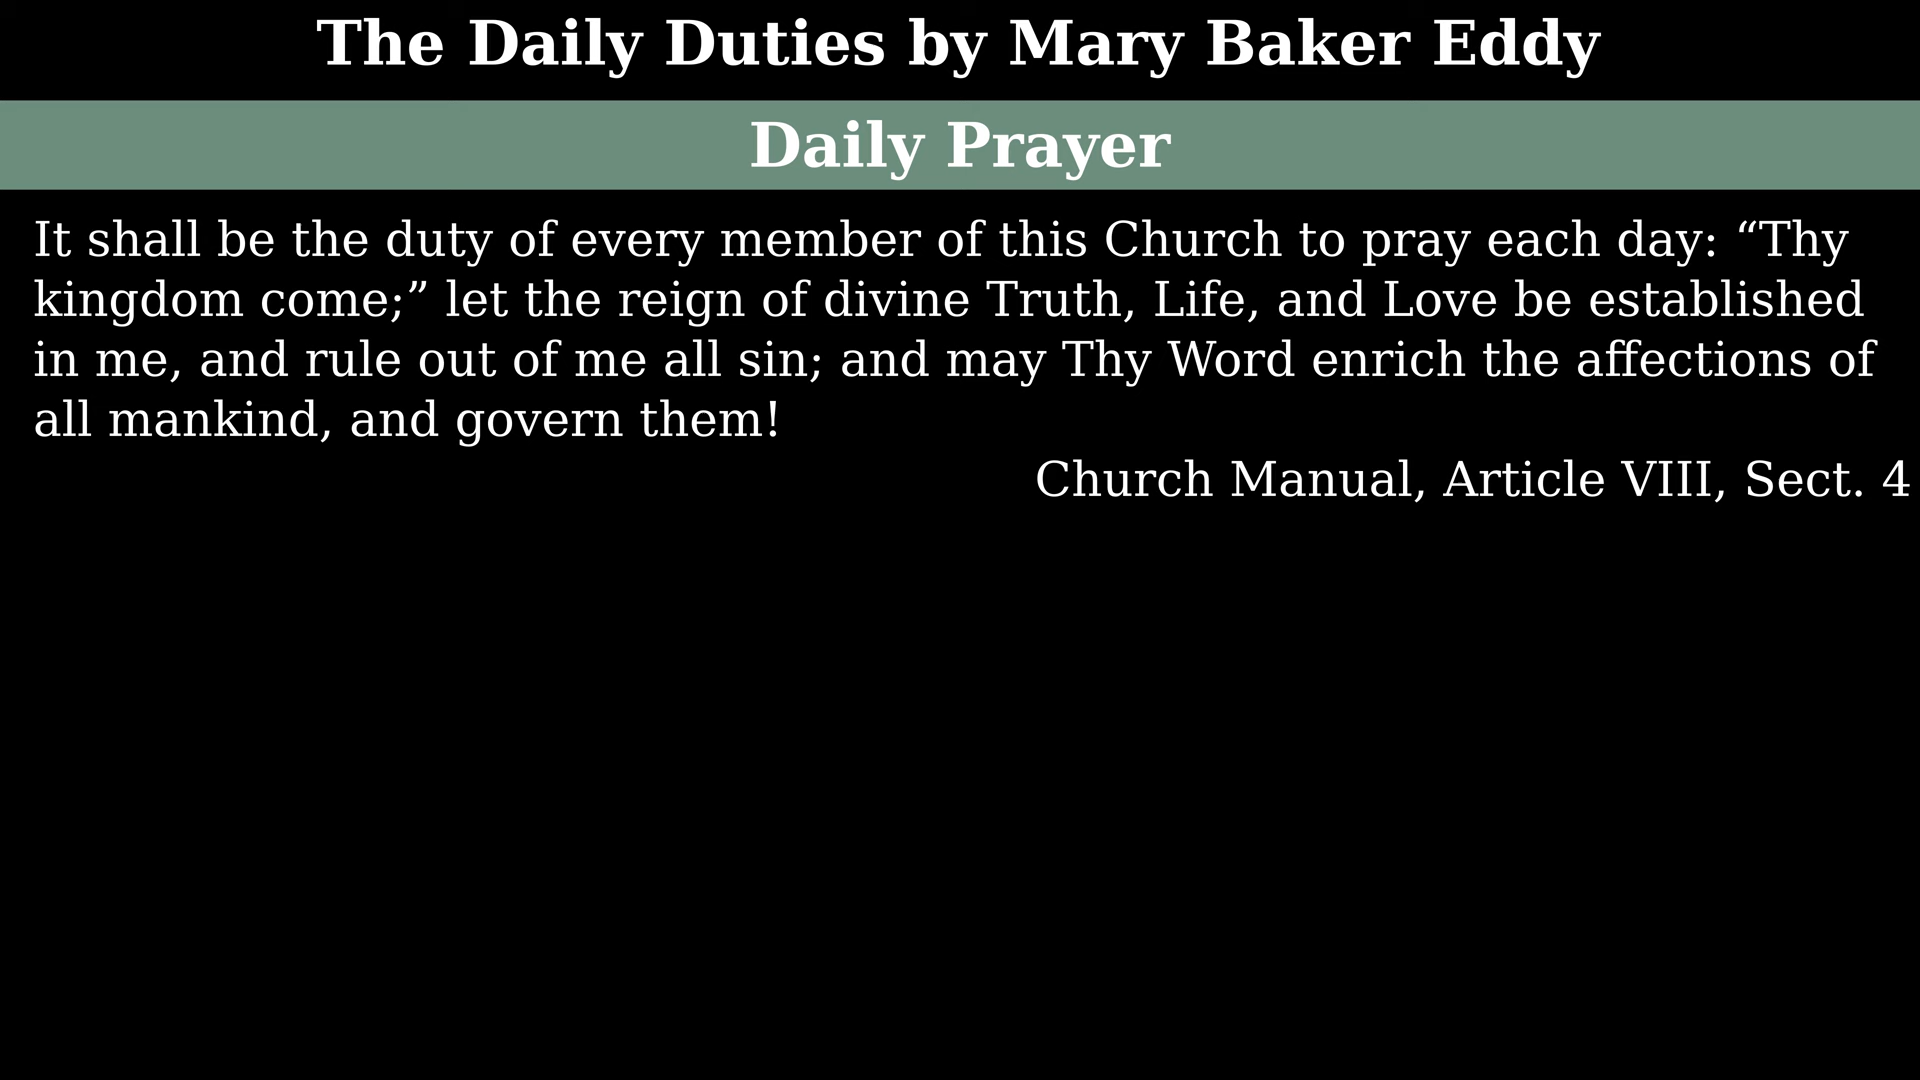 The Daily Duties by Mary Baker Eddy
Daily Prayer
It shall be the duty of every member of this Church to pray each day: “Thy
kingdom come;” let the reign of divine Truth, Life, and Love be established
in me, and rule out of me all sin; and may Thy Word enrich the affections of
all mankind, and govern them!
Church Manual, Article VIII, Sect. 4